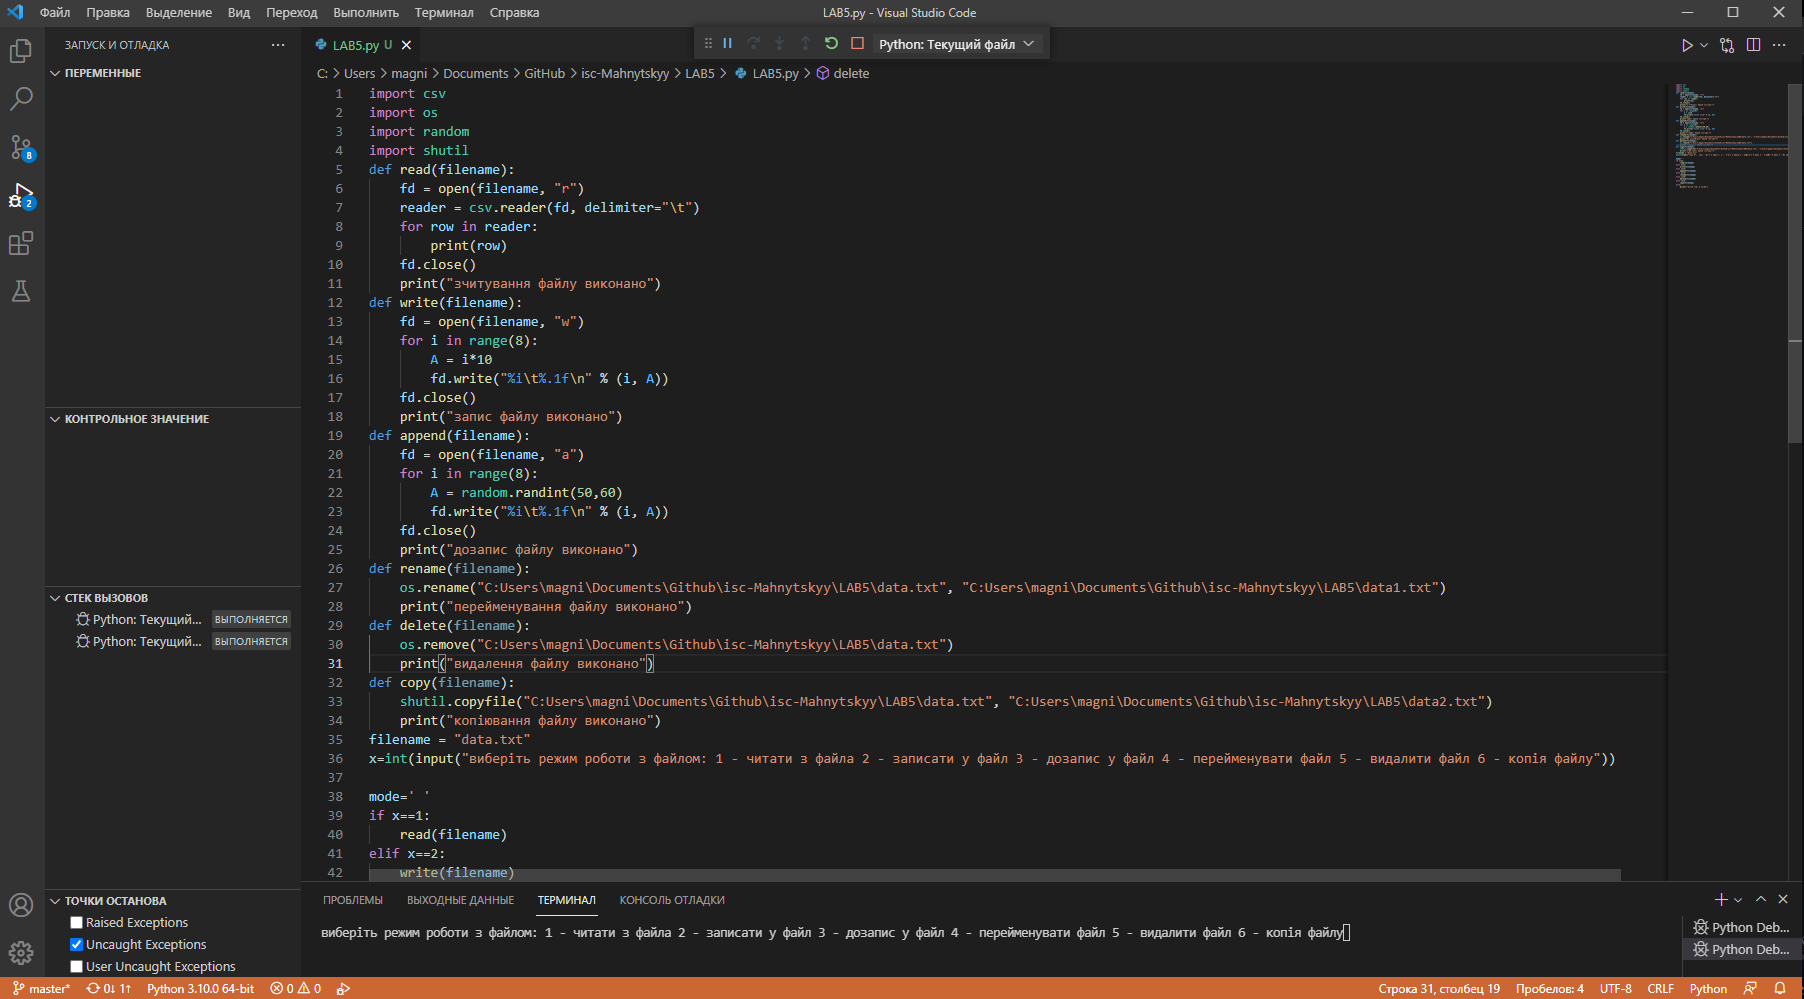 Файл Правка Выделение Вид Переход Выполнить Терминал Справка
LAB5.py - Visual Studio Code
ЗАПУСК И ОТЛАДКА
LAB5.py U
Python: Текущий файл
C: > Users > magni > Documents > GitHub > isc-Mahnytskyy > LAB5 > LAB5.py > delete
ПЕРЕМЕННЫЕ
КОНТРОЛЬНОЕ ЗНАЧЕНИЕ
СТЕК ВЫЗОВОВ
Python: Текущий... ВЫПОЛНЯЕТСЯ
Python: Текущий... ВЫПОЛНЯЕТСЯ
ТОЧКИ ОСТАНОВА
Raised Exceptions
Uncaught Exceptions
User Uncaught Exceptions
8
2
1 import csv
2 import os
3 import random
4 import shutil
5 def read(filename):
6     fd = open(filename, "r")
7     reader = csv.reader(fd, delimiter="\t")
8     for row in reader:
9         print(row)
10     fd.close()
11     print("зчитування файлу виконано")
12 def write(filename):
13     fd = open(filename, "w")
14     for i in range(8):
15         A = i*10
16         fd.write("%i\t%.1f\n" % (i, A))
17     fd.close()
18     print("запис файлу виконано")
19 def append(filename):
20     fd = open(filename, "a")
21     for i in range(8):
22         A = random.randint(50,60)
23         fd.write("%i\t%.1f\n" % (i, A))
24     fd.close()
25     print("дозапис файлу виконано")
26 def rename(filename):
27     os.rename("C:Users\magni\Documents\Github\isc-Mahnytskyy\LAB5\data.txt", "C:Users\magni\Documents\Github\isc-Mahnytskyy\LAB5\data1.txt")
28     print("перейменування файлу виконано")
29 def delete(filename):
30     os.remove("C:Users\magni\Documents\Github\isc-Mahnytskyy\LAB5\data.txt")
31     print("видалення файлу виконано")
32 def copy(filename):
33     shutil.copyfile("C:Users\magni\Documents\Github\isc-Mahnytskyy\LAB5\data.txt", "C:Users\magni\Documents\Github\isc-Mahnytskyy\LAB5\data2.txt")
34     print("копіювання файлу виконано")
35 filename = "data.txt"
36 x=int(input("виберіть режим роботи з файлом: 1 - читати з файла 2 - записати у файл 3 - дозапис у файл 4 - перейменувати файл 5 - видалити файл 6 - копія файлу"))
37
38 mode=' '
39 if x==1:
40     read(filename)
41 elif x==2:
42     write(filename)
ПРОБЛЕМЫ ВЫХОДНЫЕ ДАННЫЕ ТЕРМИНАЛ КОНСОЛЬ ОТЛАДКИ
виберіть режим роботи з файлом: 1 - читати з файла 2 - записати у файл 3 - дозапис у файл 4 - перейменувати файл 5 - видалити файл 6 - копія файлу
Python Deb...
Python Deb...
master* 0↓ 1↑ Python 3.10.0 64-bit 0 0
Строка 31, столбец 19 Пробелов: 4 UTF-8 CRLF Python